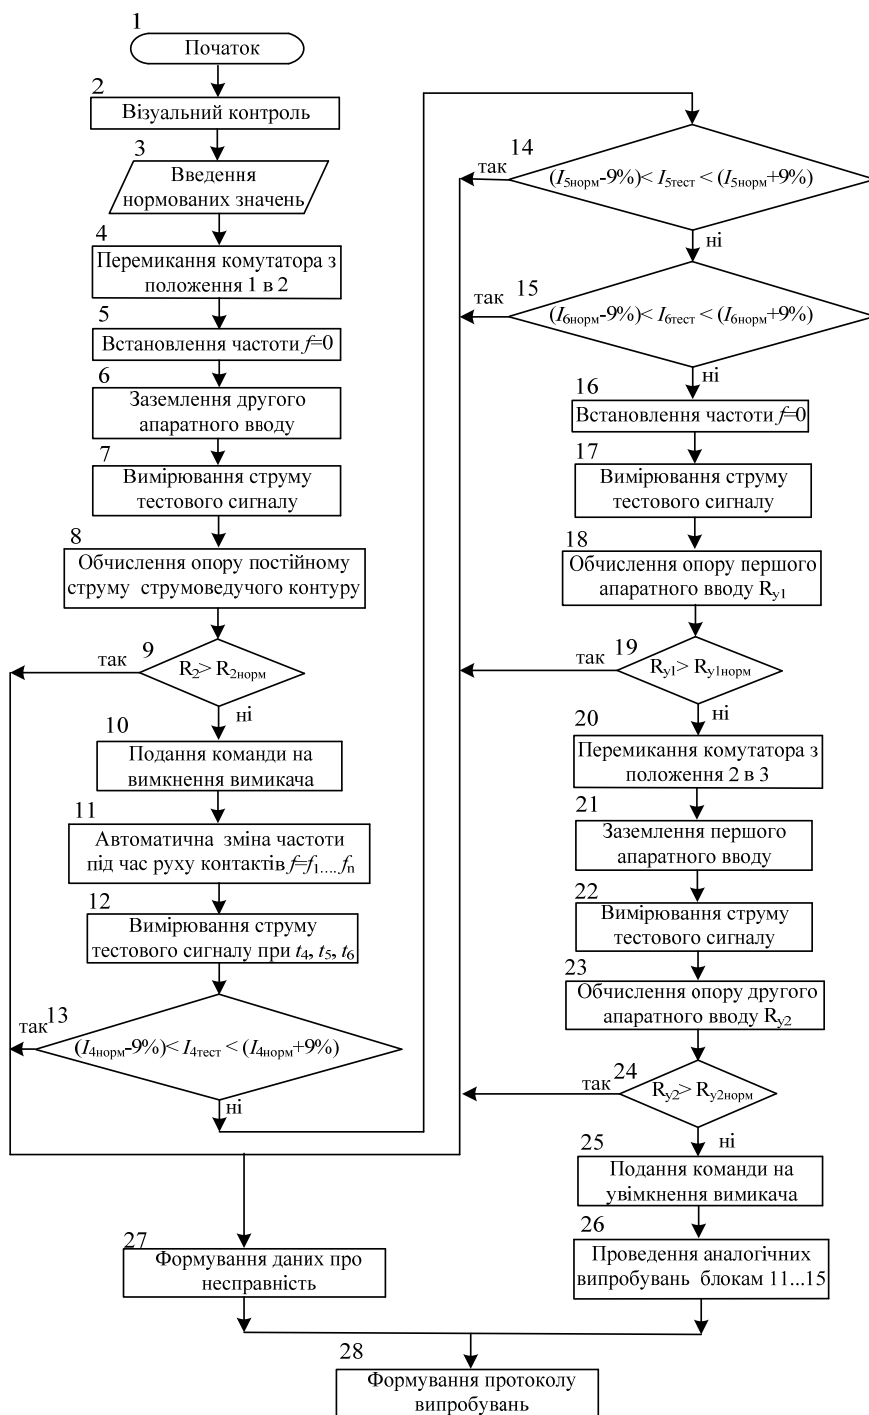 1
Початок
2
Візуальний контроль
3
Введення
нормованих значень
4
Перемикання комутатора з
положення 1 в 2
5
Встановлення частоти f=0
6
Заземлення другого
апаратного вводу
7
Вимірювання струму
тестового сигналу
8
Обчислення опору постійному
струму струмоведучого контуру
9
так
R2> R2норм
ні
10
Подання команди на
вимкнення вимикача
11
Автоматична зміна частоти
під час руху контактів f=f1.... fn
12
Вимірювання струму
тестового сигналу при t4, t5, t6
13
так
(I4норм-9%)< I4тест < (I4норм+9%)
ні
14
так
(I5норм-9%)< I5тест < (I5норм+9%)
ні
15
так
(I6норм-9%)< I6тест < (I6норм+9%)
ні
16
Встановлення частоти f=0
17
Вимірювання струму
тестового сигналу
18
Обчислення опору першого
апаратного вводу Rу1
19
так
Rу1> Rу1норм
ні
20
Перемикання комутатора з
положення 2 в 3
21
Заземлення першого
апаратного вводу
22
Вимірювання струму
тестового сигналу
23
Обчислення опору другого
апаратного вводу Rу2
24
так
Rу2> Rу2норм
ні
25
Подання команди на
увімкнення вимикача
26
Проведення аналогічних
випробувань блокам 11...15
27
Формування даних про
несправність
28
Формування протоколу
випробувань